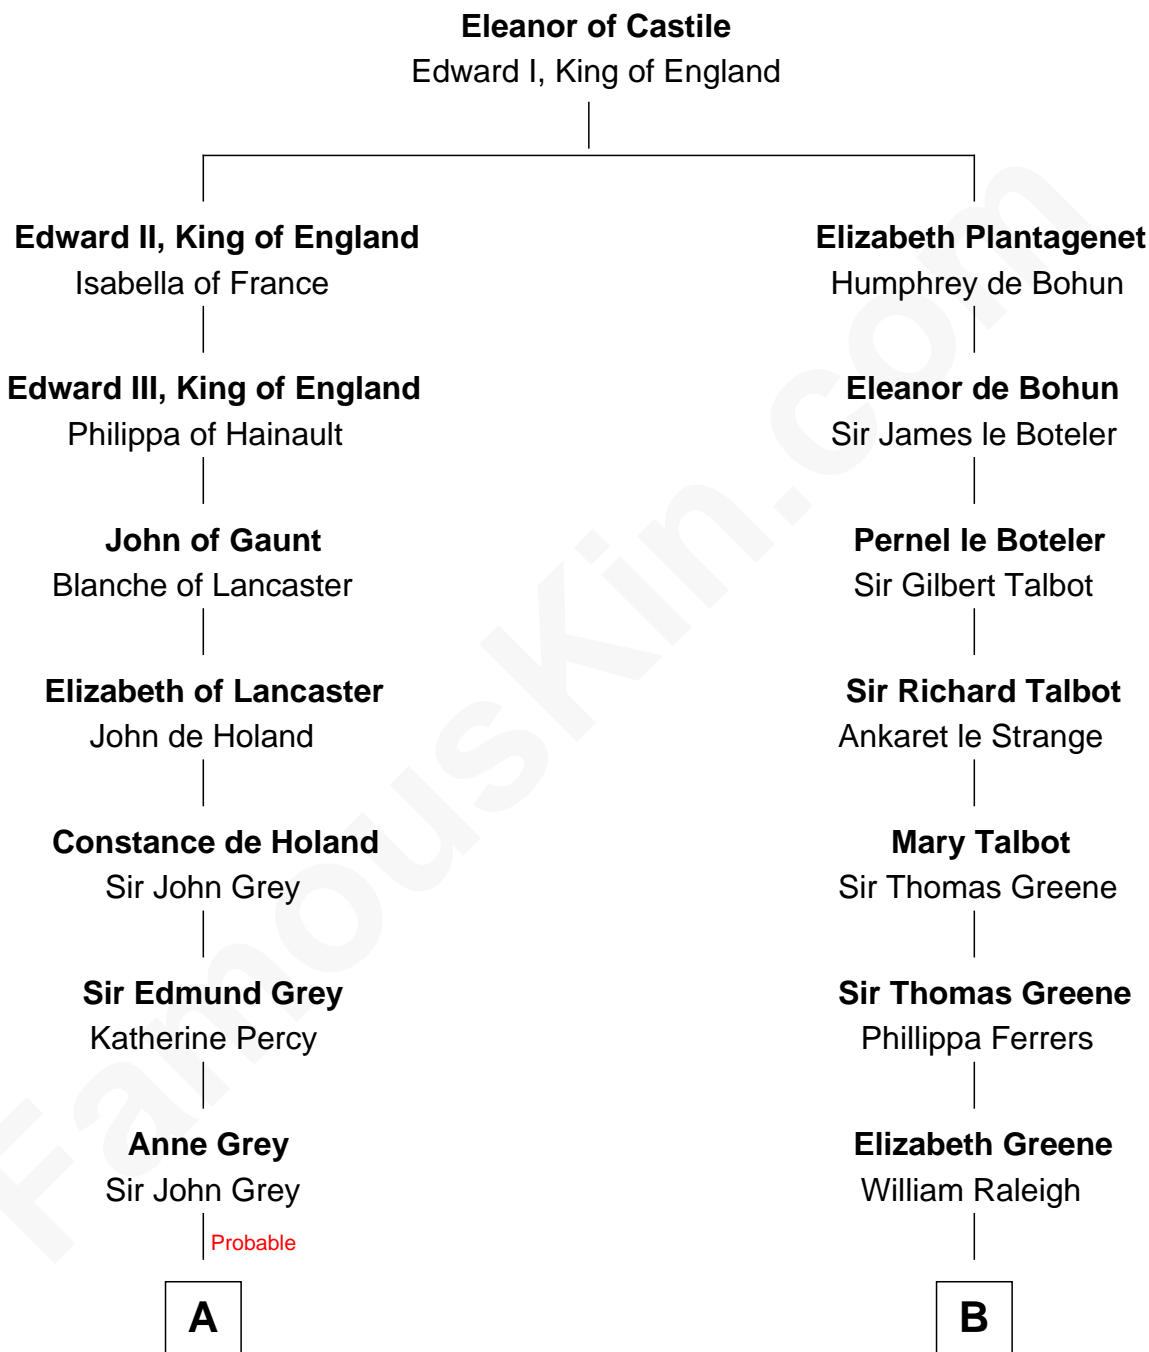 Eleanor of Castile
Edward I, King of England
Edward II, King of England
Isabella of France
Elizabeth Plantagenet
Humphrey de Bohun
Edward III, King of England
Philippa of Hainault
Eleanor de Bohun
Sir James le Boteler
John of Gaunt
Blanche of Lancaster
Pernel le Boteler
Sir Gilbert Talbot
Elizabeth of Lancaster
John de Holand
Sir Richard Talbot
Ankaret le Strange
Constance de Holand
Sir John Grey
Mary Talbot
Sir Thomas Greene
Sir Edmund Grey
Katherine Percy
Sir Thomas Greene
Phillippa Ferrers
Anne Grey
Sir John Grey
Elizabeth Greene
William Raleigh
Probable
A
B
FamousKin.com